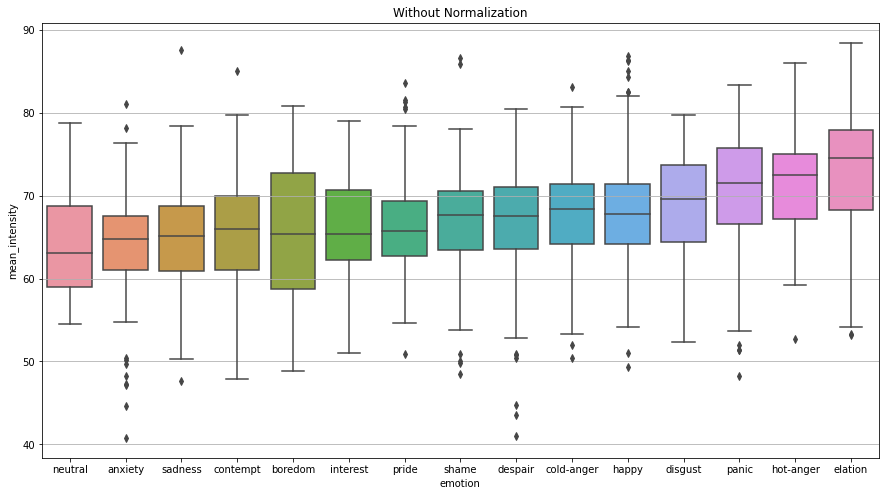 Without Normalization
90
80
70
60
50
40
mean_intensity
neutral anxiety sadness contempt boredom interest pride shame despair cold-anger happy disgust panic hot-anger elation
emotion